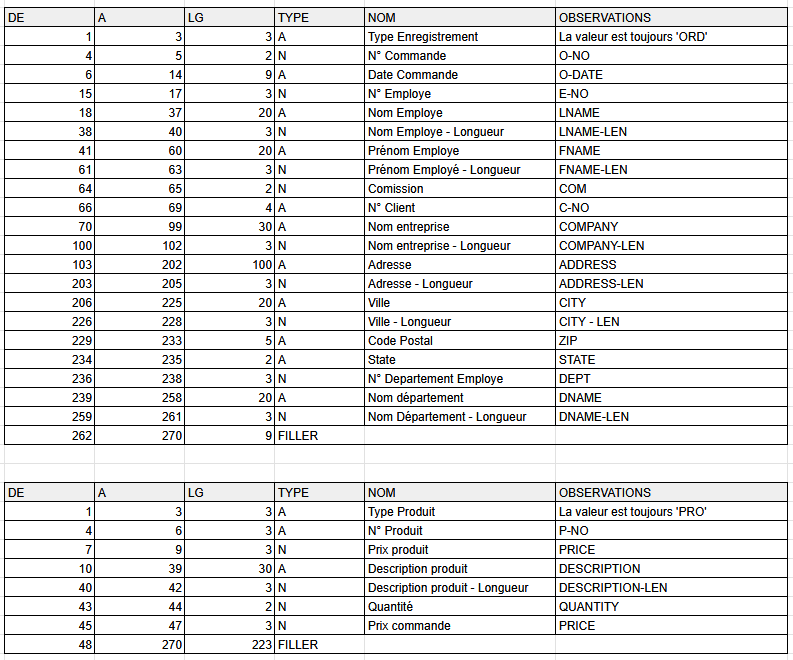 DE A LG TYPE NOM OBSERVATIONS
1 3 3 A Type Enregistrement La valeur est toujours 'ORD'
4 5 2 N N° Commande O-NO
6 14 9 A Date Commande O-DATE
15 17 3 N N° Employe E-NO
18 37 20 A Nom Employe LNAME
38 40 3 N Nom Employe - Longueur LNAME-LEN
41 60 20 A Prénom Employe FNAME
61 63 3 N Prénom Employé - Longueur FNAME-LEN
64 65 2 N Comission COM
66 69 4 A N° Client C-NO
70 99 30 A Nom entreprise COMPANY
100 102 3 N Nom entreprise - Longueur COMPANY-LEN
103 202 100 A Adresse ADDRESS
203 205 3 N Adresse - Longueur ADDRESS-LEN
206 225 20 A Ville CITY
226 228 3 N Ville - Longueur CITY - LEN
229 233 5 A Code Postal ZIP
234 235 2 A State STATE
236 238 3 N N° Departement Employe DEPT
239 258 20 A Nom département DNAME
259 261 3 N Nom Département - Longueur DNAME-LEN
262 270 9 FILLER
DE A LG TYPE NOM OBSERVATIONS
1 3 3 A Type Produit La valeur est toujours 'PRO'
4 6 3 A N° Produit P-NO
7 9 3 N Prix produit PRICE
10 39 30 A Description produit DESCRIPTION
40 42 3 N Description produit - Longueur DESCRIPTION-LEN
43 44 2 N Quantité QUANTITY
45 47 3 N Prix commande PRICE
48 270 223 FILLER